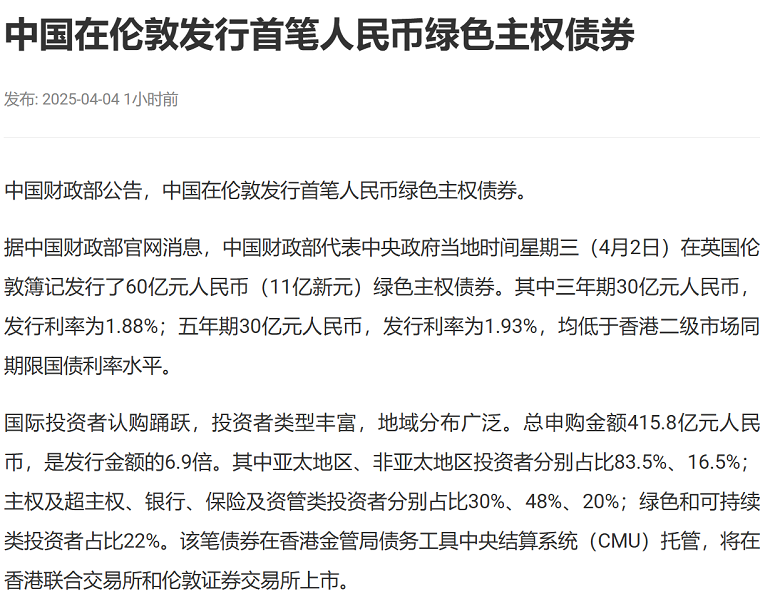 中国在伦敦发行首笔人民币绿色主权债券
发布: 2025-04-04 1小时前
中国财政部公告，中国在伦敦发行首笔人民币绿色主权债券。
据中国财政部官网消息，中国财政部代表中央政府当地时间星期三（4月2日）在英国伦
敦簿记发行了60亿元人民币（11亿新元）绿色主权债券。其中三年期30亿元人民币，
发行利率为1.88%；五年期30亿元人民币，发行利率为1.93%，均低于香港二级市场同
期限国债利率水平。
国际投资者认购踊跃，投资者类型丰富，地域分布广泛。总申购金额415.8亿元人民
币，是发行金额的6.9倍。其中亚太地区、非亚太地区投资者分别占比83.5%、16.5%；
主权及超主权、银行、保险及资管类投资者分别占比30%、48%、20%；绿色和可持续
类投资者占比22%。该笔债券在香港金管局债务工具中央结算系统（CMU）托管，将在
香港联合交易所和伦敦证券交易所上市。